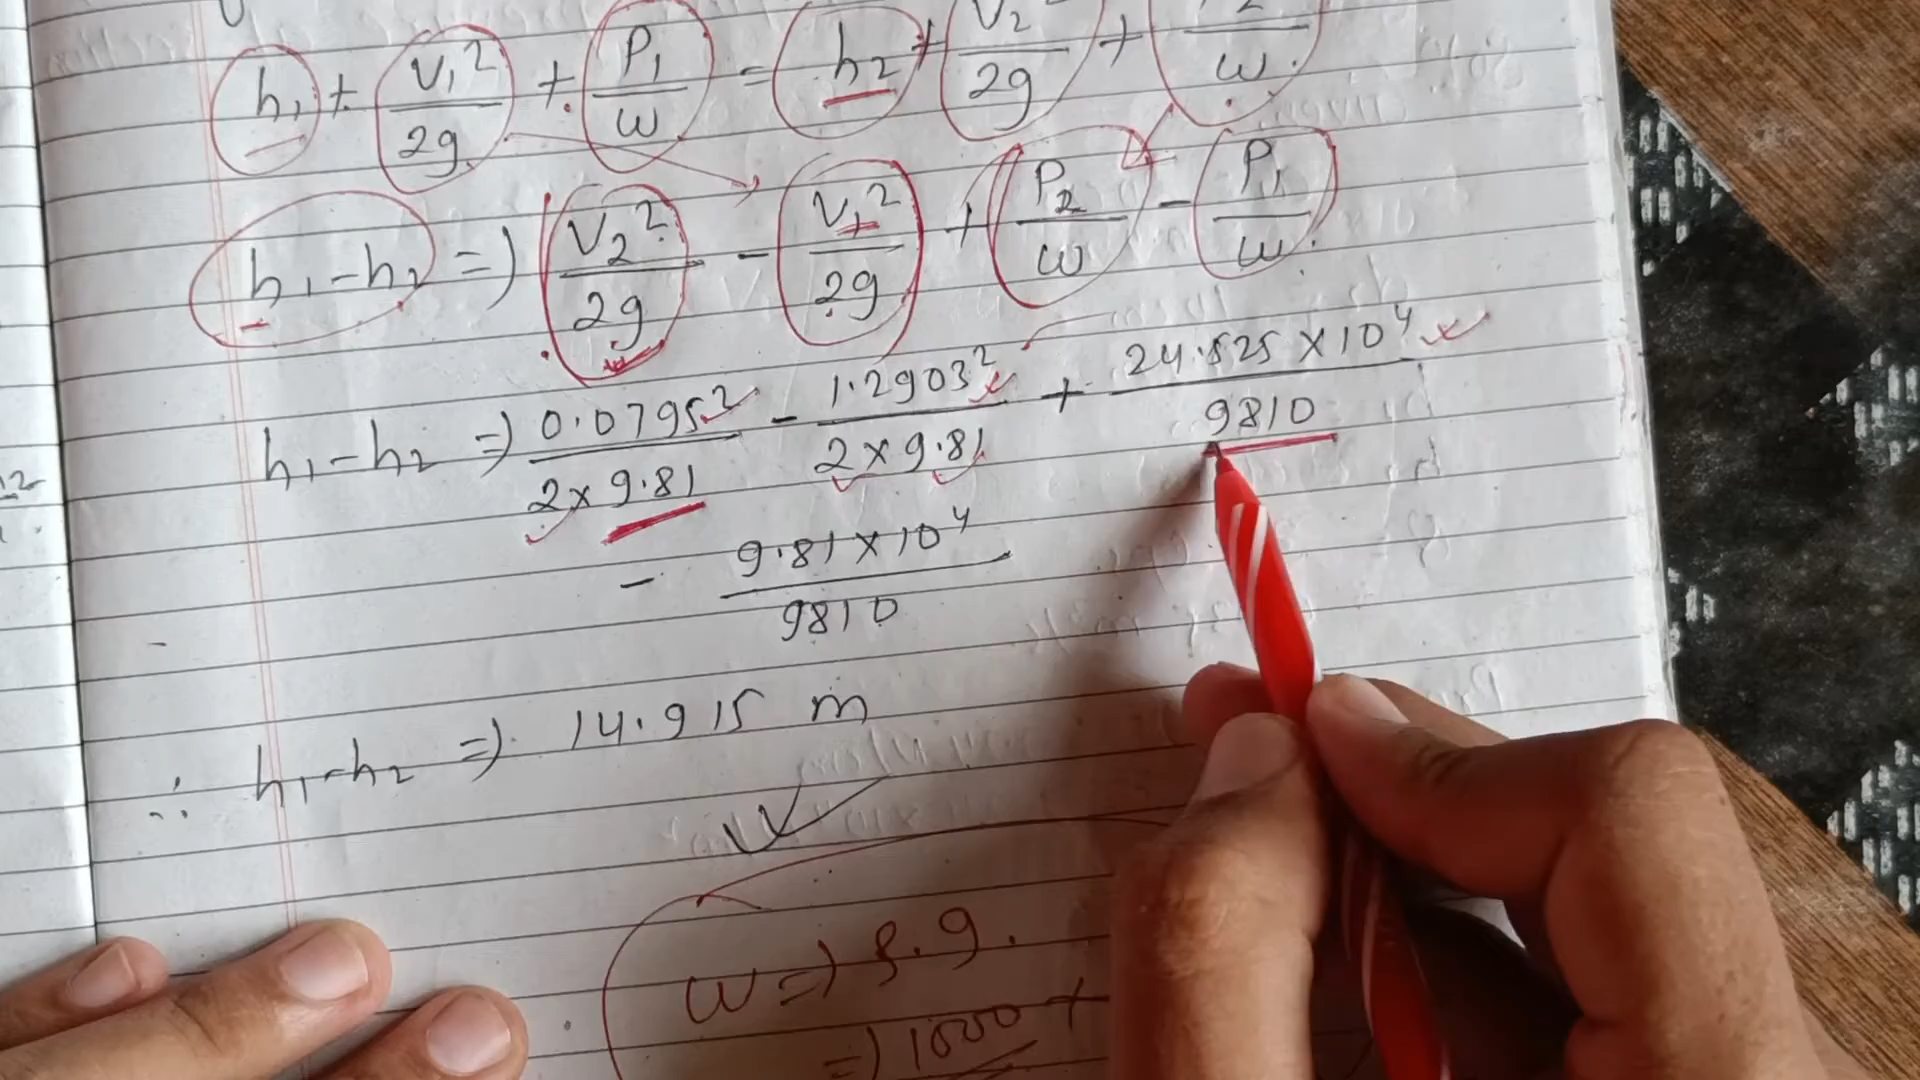 h₁ + V₁²/2g + P₁/w = h₂ + V₂²/2g + P₂/w
h₁-h₂ => V₂²/2g - V₁²/2g + P₂/w - P₁/w
h₁-h₂ => 0.0795²/2×9.81 - 1.2903²/2×9.81 + 24.525×10⁴/9810
- 9.81×10⁴/9810
∴ h₁-h₂ => 14.915 m
w => ρ.g.
=> 1000 ×